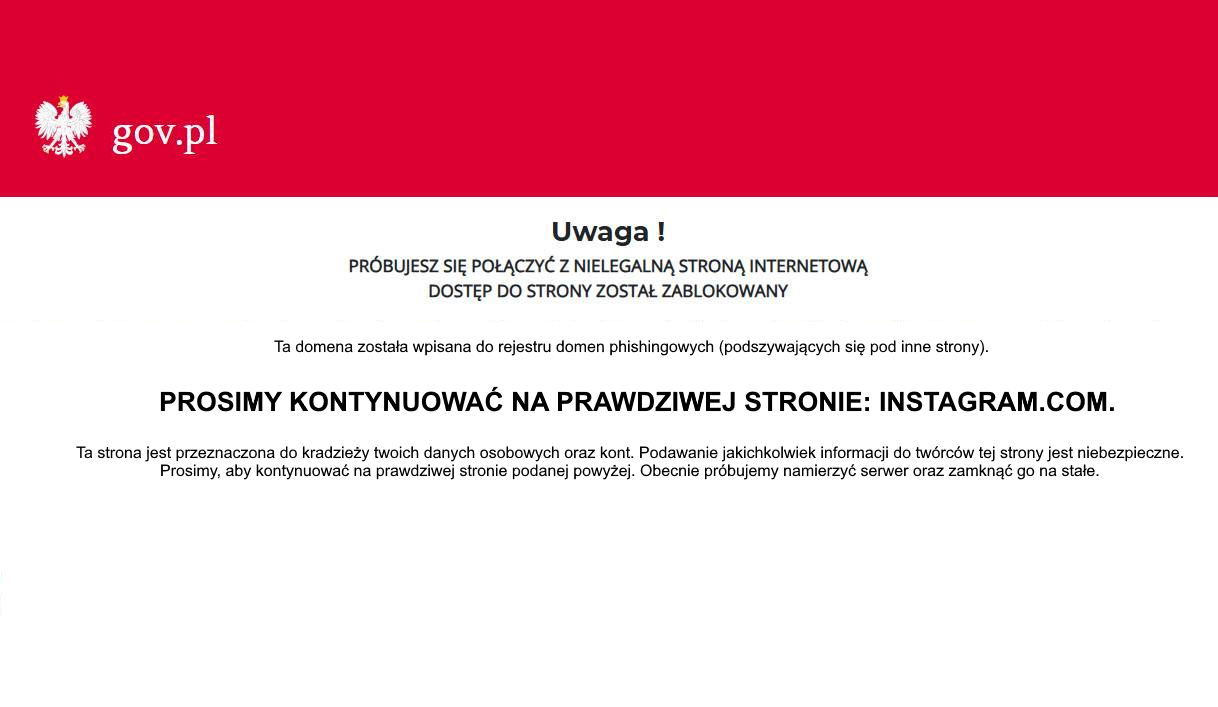 gov.pl
Uwaga !
PRÓBUJESZ SIĘ POŁĄCZYĆ Z NIELEGALNĄ STRONĄ INTERNETOWĄ
DOSTĘP DO STRONY ZOSTAŁ ZABLOKOWANY
Ta domena została wpisana do rejestru domen phishingowych (podszywających się pod inne strony).
PROSIMY KONTYNUOWAĆ NA PRAWDZIWEJ STRONIE: INSTAGRAM.COM.
Ta strona jest przeznaczona do kradzieży twoich danych osobowych oraz kont. Podawanie jakichkolwiek informacji do twórców tej strony jest niebezpieczne.
Prosimy, aby kontynuować na prawdziwej stronie podanej powyżej. Obecnie próbujemy namierzyć serwer oraz zamknąć go na stałe.